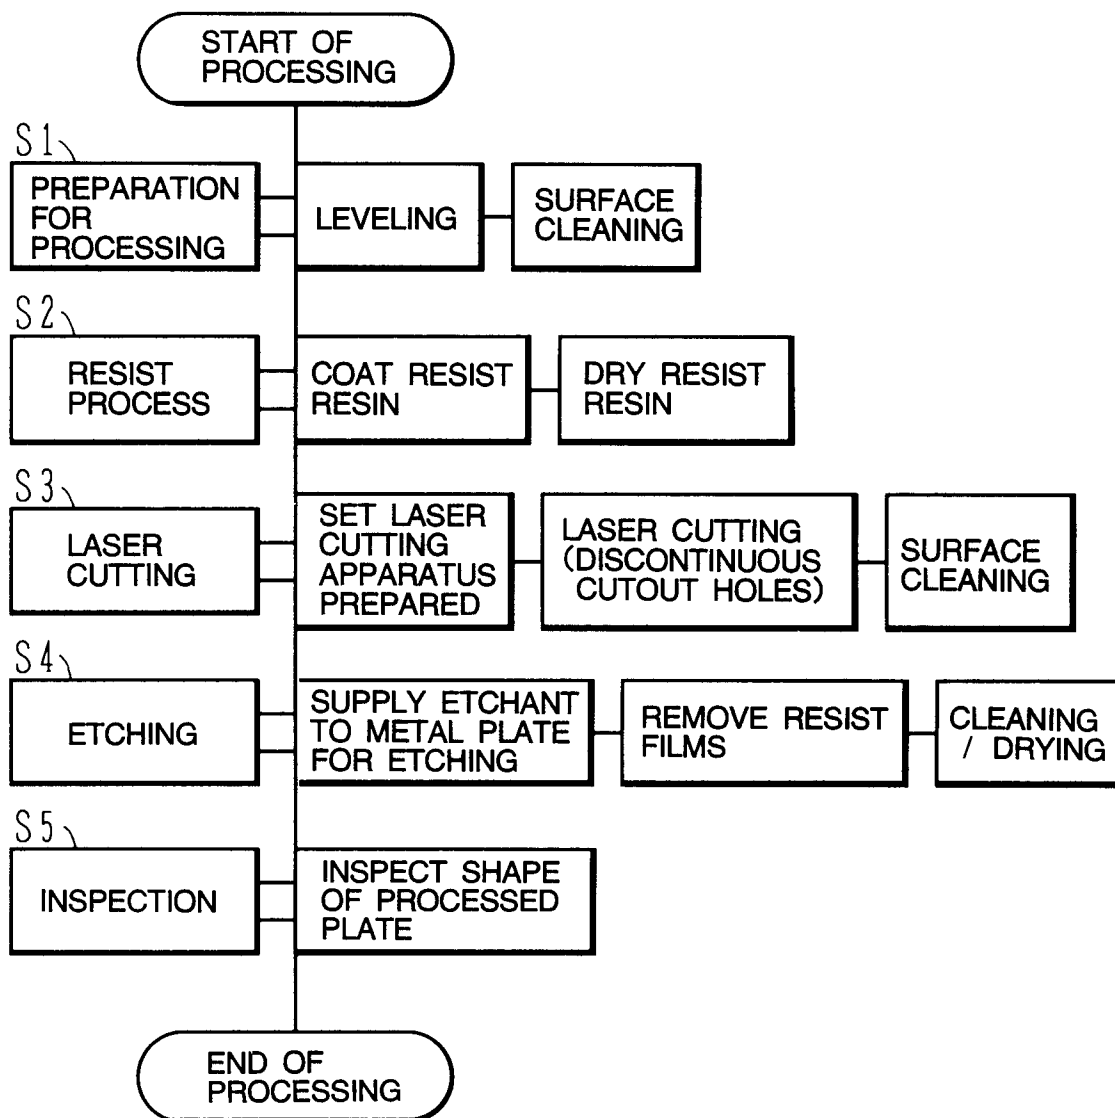 START OF
PROCESSING
S1
PREPARATION
FOR
PROCESSING
LEVELING
SURFACE
CLEANING
S2
RESIST
PROCESS
COAT RESIST
RESIN
DRY RESIST
RESIN
S3
LASER
CUTTING
SET LASER
CUTTING
APPARATUS
PREPARED
LASER CUTTING
(DISCONTINUOUS
CUTOUT HOLES)
SURFACE
CLEANING
S4
ETCHING
SUPPLY ETCHANT
TO METAL PLATE
FOR ETCHING
REMOVE RESIST
FILMS
CLEANING
/ DRYING
S5
INSPECTION
INSPECT SHAPE
OF PROCESSED
PLATE
END OF
PROCESSING